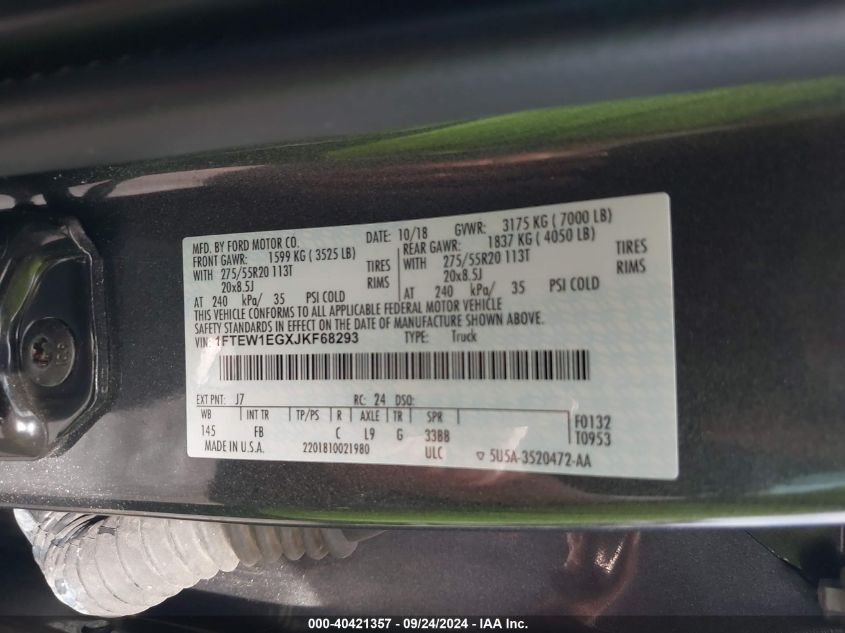 MFD. BY FORD MOTOR CO.
DATE: 10/18 GVWR: 3175 KG ( 7000 LB)
FRONT GAWR: 1599 KG ( 3525 LB)
REAR GAWR: 1837 KG ( 4050 LB)
WITH 275/55R20 113T TIRES
WITH 275/55R20 113T TIRES
20x8.5J RIMS
20x8.5J RIMS
AT 240 kPa/ 35 PSI COLD
AT 240 kPa/ 35 PSI COLD
THIS VEHICLE CONFORMS TO ALL APPLICABLE FEDERAL MOTOR VEHICLE
SAFETY STANDARDS IN EFFECT ON THE DATE OF MANUFACTURE SHOWN ABOVE.
VIN: 1FTEW1EGXJKF68293 TYPE: Truck
EXT PNT: J7 RC: 24 DSO:
WB INT TR TP/PS R AXLE TR SPR
145 FB C L9 G 33BB
F0132
T0953
MADE IN U.S.A. 2201810021980 ULC
▽ 5U5A-3520472-AA
000-40421357 - 09/24/2024 - IAA Inc.